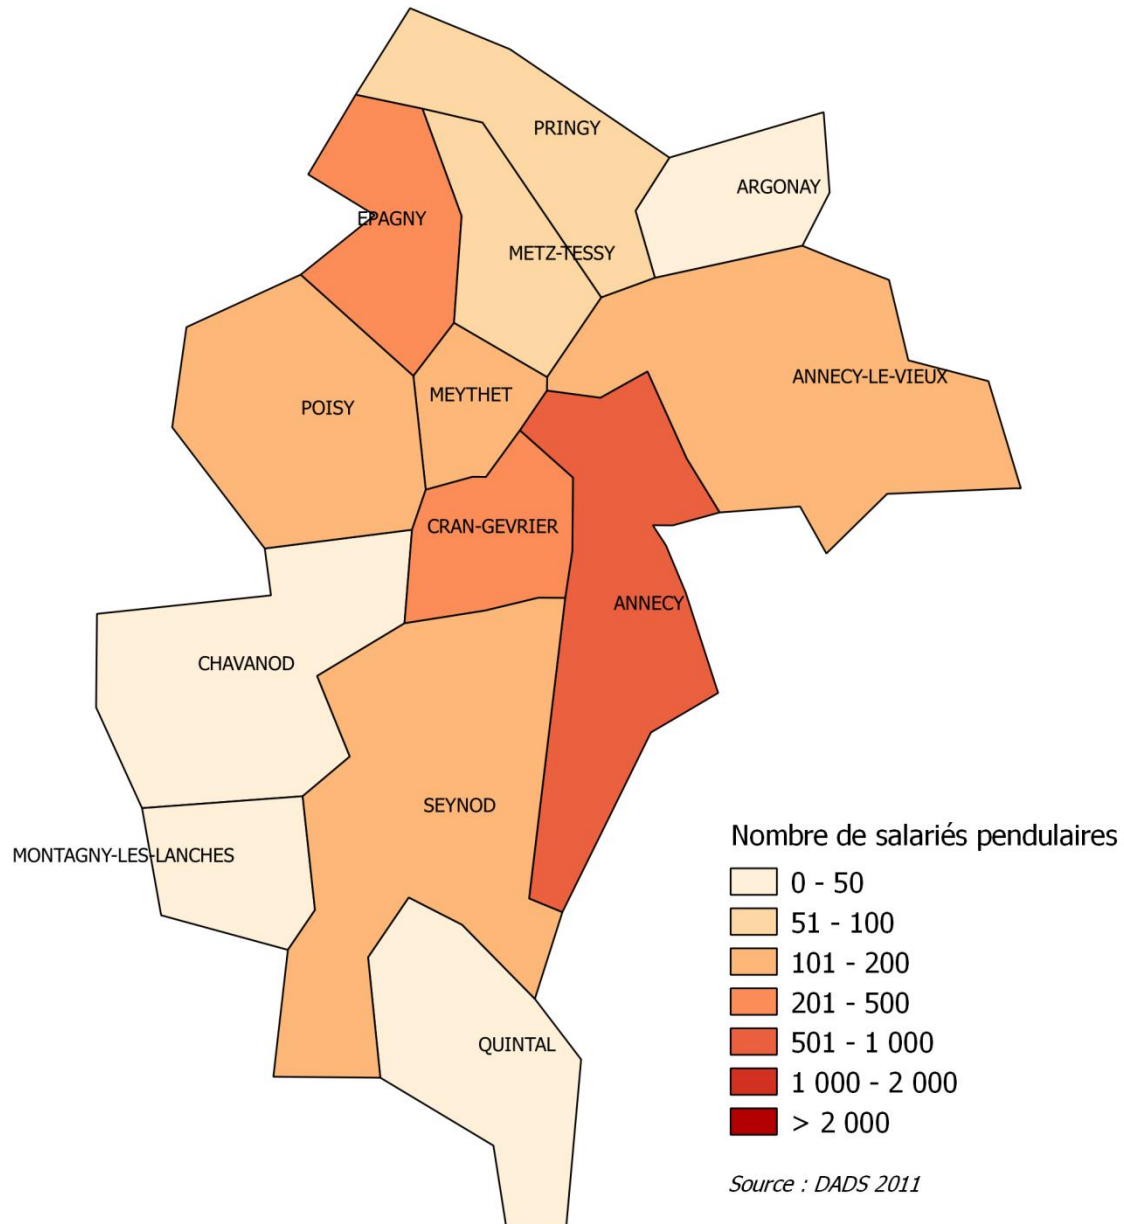 PRINGY
ARGONAY
EPAGNY
METZ-TESSY
ANNECY-LE-VIEUX
MEYTHET
POISY
CRAN-GEVRIER
ANNECY
CHAVANOD
SEYNOD
MONTAGNY-LES-LANCHES
QUINTAL
Nombre de salariés pendulaires
0 - 50
51 - 100
101 - 200
201 - 500
501 - 1 000
1 000 - 2 000
> 2 000
Source : DADS 2011